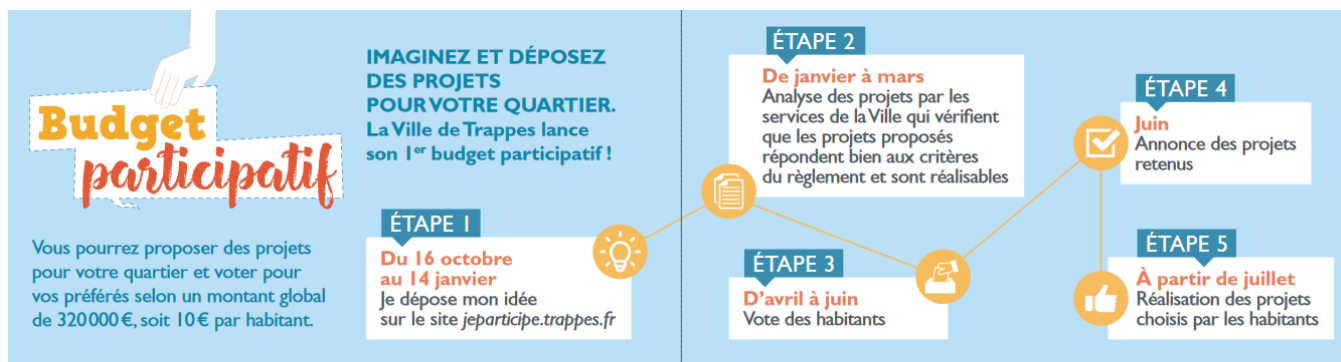 Budget
participatif
Vous pourrez proposer des projets
pour votre quartier et voter pour
vos préférés selon un montant global
de 320 000 €, soit 10 € par habitant.
IMAGINEZ ET DÉPOSEZ
DES PROJETS
POUR VOTRE QUARTIER.
La Ville de Trappes lance
son 1er budget participatif !
ÉTAPE 1
Du 16 octobre
au 14 janvier
Je dépose mon idée
sur le site jeparticipe.trappes.fr
ÉTAPE 2
De janvier à mars
Analyse des projets par les
services de la Ville qui vérifient
que les projets proposés
répondent bien aux critères
du règlement et sont réalisables
ÉTAPE 3
D'avril à juin
Vote des habitants
ÉTAPE 4
Juin
Annonce des projets
retenus
ÉTAPE 5
À partir de juillet
Réalisation des projets
choisis par les habitants